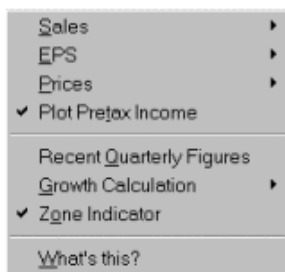 Sales
EPS
Prices
Plot Pretax Income
Recent Quarterly Figures
Growth Calculation
Zone Indicator
What's this?